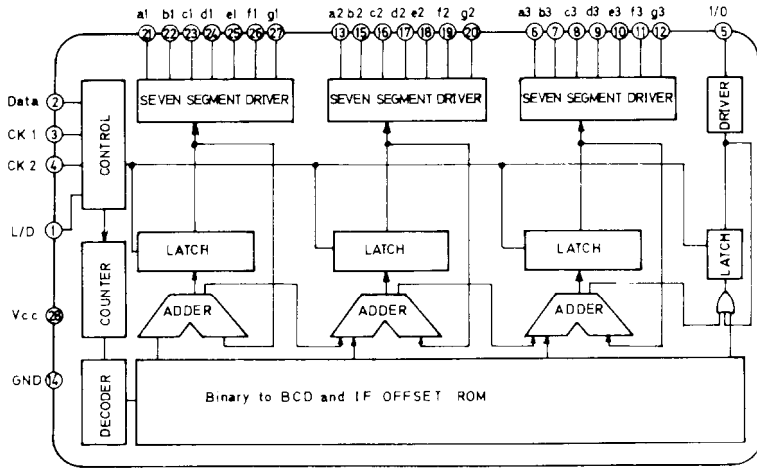 a1 b1 c1 d1 e1 f1 g1 a2 b2 c2 d2 e2 f2 g2 a3 b3 c3 d3 e3 f3 g3 I/O
21 22 23 24 25 26 27 13 15 16 17 18 19 20 6 7 8 9 10 11 12 5
SEVEN SEGMENT DRIVER SEVEN SEGMENT DRIVER SEVEN SEGMENT DRIVER
DRIVER
Data 2
CK 1 3
CK 2 4
CONTROL
L/D 1
LATCH LATCH LATCH LATCH
COUNTER
Vcc 28
ADDER ADDER ADDER
GND 14
DECODER
Binary to BCD and IF OFFSET ROM